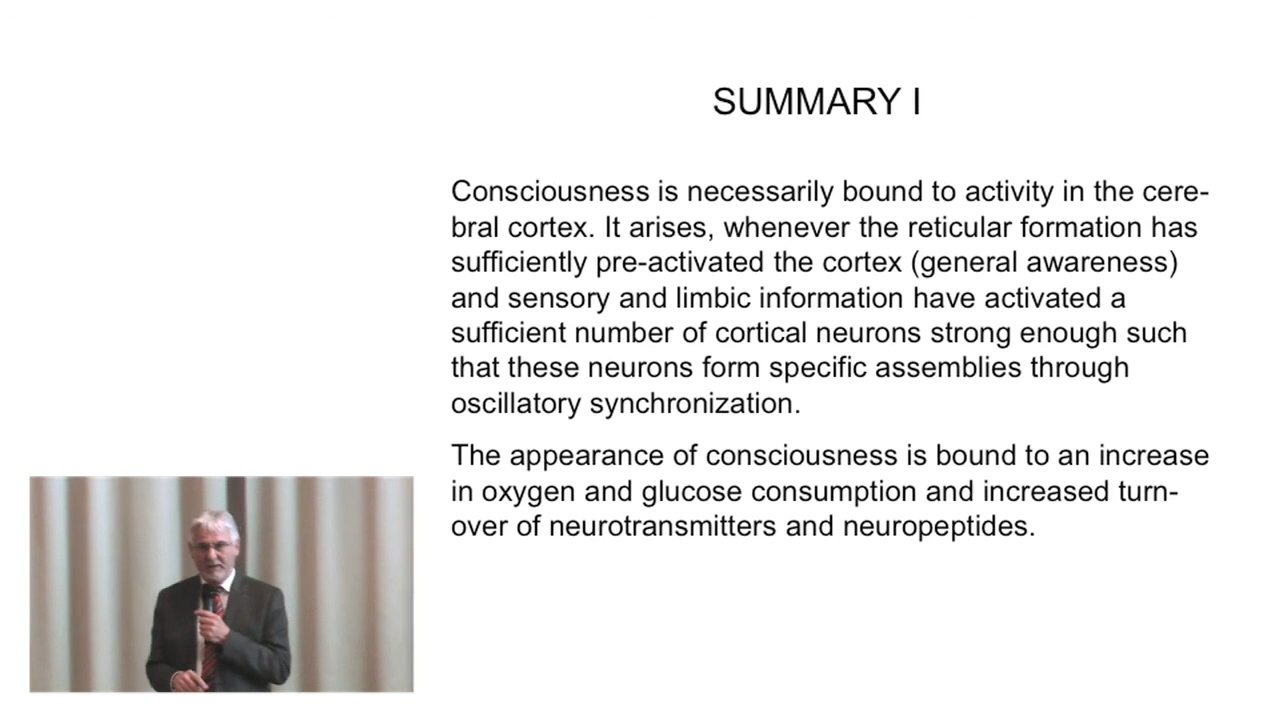 SUMMARY I
Consciousness is necessarily bound to activity in the cere-
bral cortex. It arises, whenever the reticular formation has
sufficiently pre-activated the cortex (general awareness)
and sensory and limbic information have activated a
sufficient number of cortical neurons strong enough such
that these neurons form specific assemblies through
oscillatory synchronization.
The appearance of consciousness is bound to an increase
in oxygen and glucose consumption and increased turn-
over of neurotransmitters and neuropeptides.